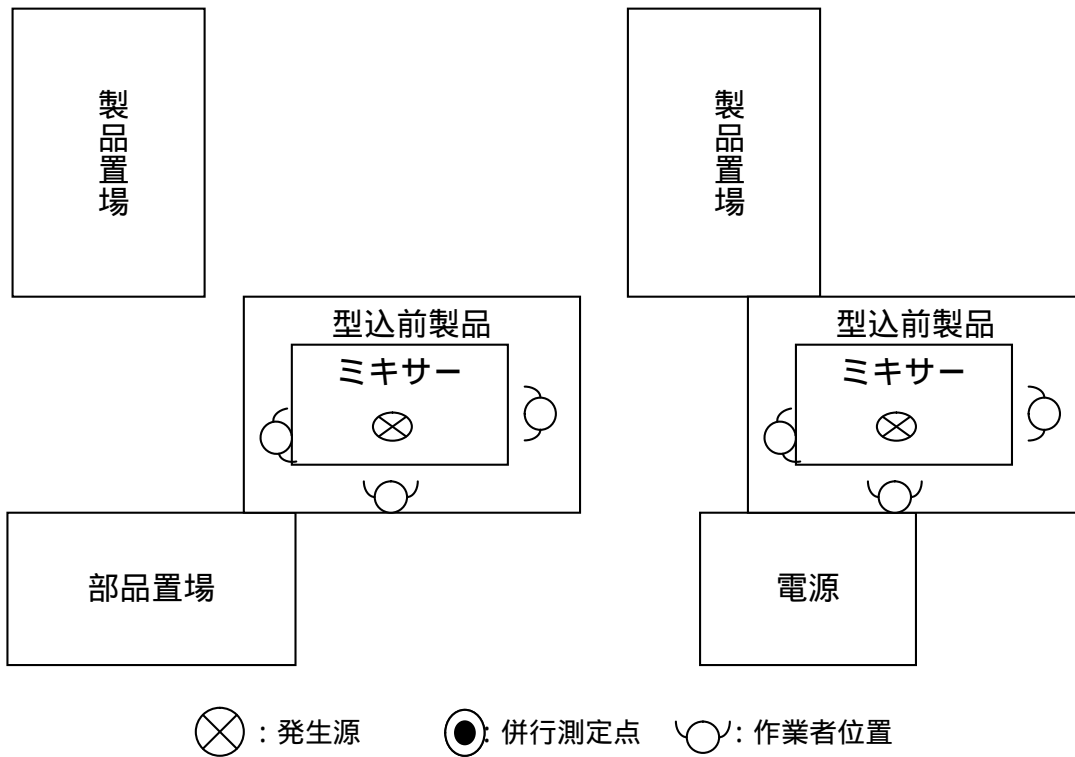 製品置場
製品置場
型込前製品
型込前製品
ミキサー
ミキサー
部品置場
電源
：発生源
：併行測定点
：作業者位置